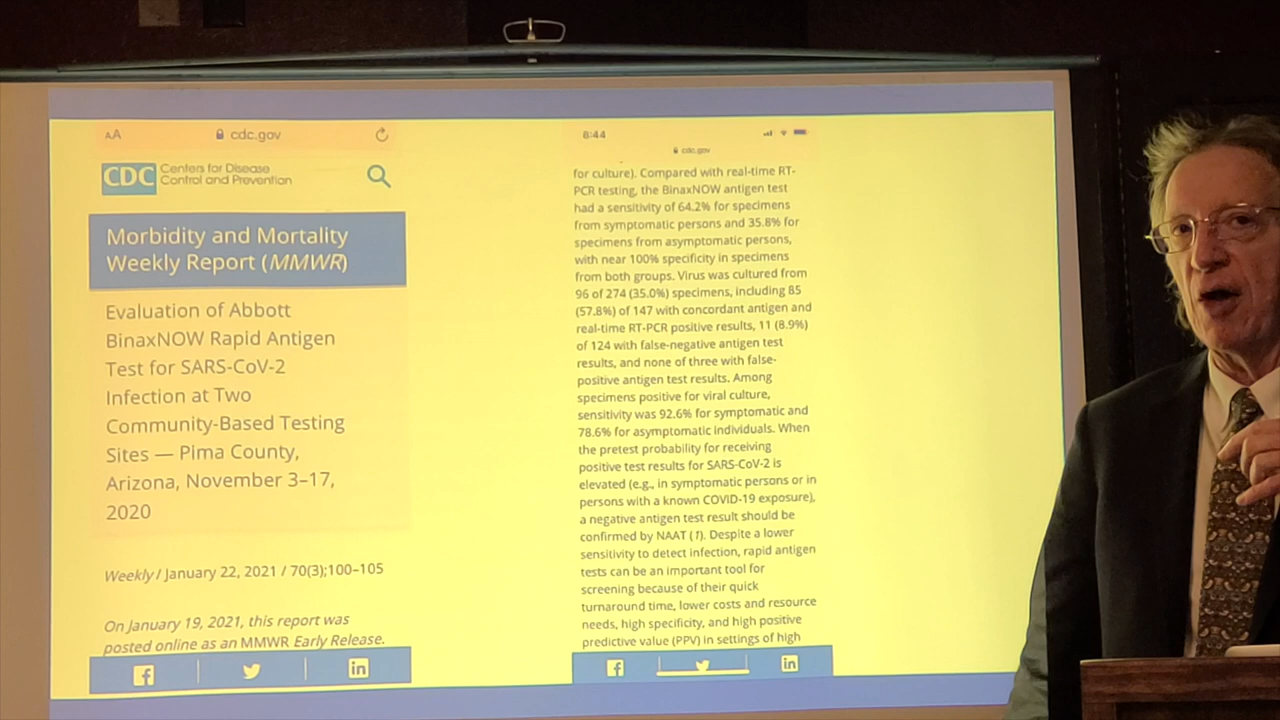 AA
cdc.gov
CDC
Centers for Disease
Control and Prevention
Morbidity and Mortality
Weekly Report (MMWR)
Evaluation of Abbott
BinaxNOW Rapid Antigen
Test for SARS-CoV-2
Infection at Two
Community-Based Testing
Sites — Pima County,
Arizona, November 3–17,
2020
Weekly / January 22, 2021 / 70(3);100–105
On January 19, 2021, this report was
posted online as an MMWR Early Release.
8:44
cdc.gov
for culture). Compared with real-time RT-
PCR testing, the BinaxNOW antigen test
had a sensitivity of 64.2% for specimens
from symptomatic persons and 35.8% for
specimens from asymptomatic persons,
with near 100% specificity in specimens
from both groups. Virus was cultured from
96 of 274 (35.0%) specimens, including 85
(57.8%) of 147 with concordant antigen and
real-time RT-PCR positive results, 11 (8.9%)
of 124 with false-negative antigen test
results, and none of three with false-
positive antigen test results. Among
specimens positive for viral culture,
sensitivity was 92.6% for symptomatic and
78.6% for asymptomatic individuals. When
the pretest probability for receiving
positive test results for SARS-CoV-2 is
elevated (e.g., in symptomatic persons or in
persons with a known COVID-19 exposure),
a negative antigen test result should be
confirmed by NAAT (1). Despite a lower
sensitivity to detect infection, rapid antigen
tests can be an important tool for
screening because of their quick
turnaround time, lower costs and resource
needs, high specificity, and high positive
predictive value (PPV) in settings of high